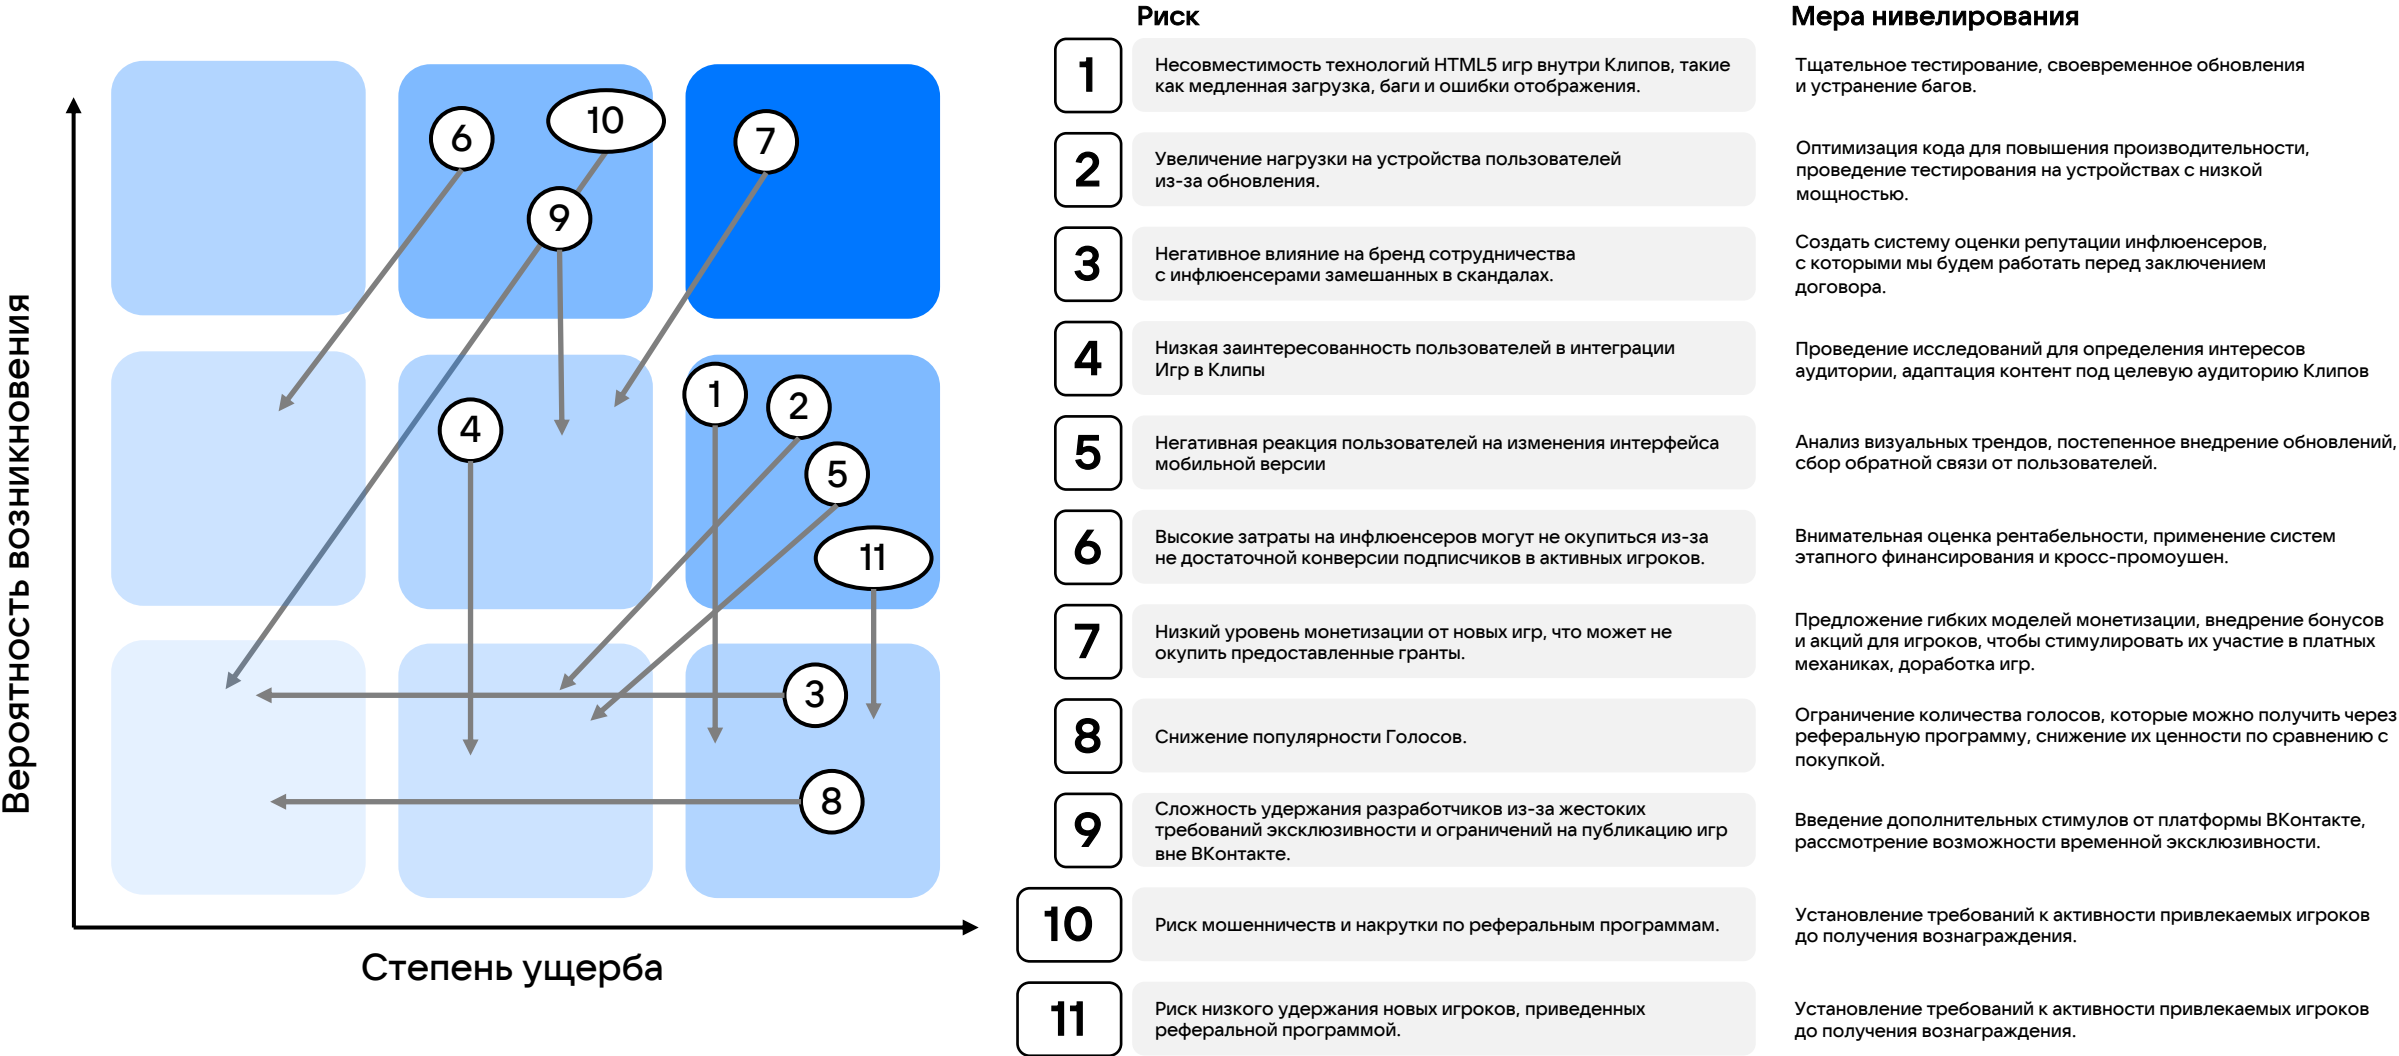 Вероятность возникновения
Степень ущерба
6
10
7
9
1
2
4
5
11
3
8
Риск
Мера нивелирования
1
Несовместимость технологий HTML5 игр внутри Клипов, такие
как медленная загрузка, баги и ошибки отображения.
Тщательное тестирование, своевременное обновления
и устранение багов.
2
Увеличение нагрузки на устройства пользователей
из-за обновления.
Оптимизация кода для повышения производительности,
проведение тестирования на устройствах с низкой
мощностью.
3
Негативное влияние на бренд сотрудничества
с инфлюенсерами замешанных в скандалах.
Создать систему оценки репутации инфлюенсеров,
с которыми мы будем работать перед заключением
договора.
4
Низкая заинтересованность пользователей в интеграции
Игр в Клипы
Проведение исследований для определения интересов
аудитории, адаптация контент под целевую аудиторию Клипов
5
Негативная реакция пользователей на изменения интерфейса
мобильной версии
Анализ визуальных трендов, постепенное внедрение обновлений,
сбор обратной связи от пользователей.
6
Высокие затраты на инфлюенсеров могут не окупиться из-за
не достаточной конверсии подписчиков в активных игроков.
Внимательная оценка рентабельности, применение систем
этапного финансирования и кросс-промоушен.
7
Низкий уровень монетизации от новых игр, что может не
окупить предоставленные гранты.
Предложение гибких моделей монетизации, внедрение бонусов
и акций для игроков, чтобы стимулировать их участие в платных
механиках, доработка игр.
8
Снижение популярности Голосов.
Ограничение количества голосов, которые можно получить через
реферальную программу, снижение их ценности по сравнению с
покупкой.
9
Сложность удержания разработчиков из-за жестоких
требований эксклюзивности и ограничений на публикацию игр
вне ВКонтакте.
Введение дополнительных стимулов от платформы ВКонтакте,
рассмотрение возможности временной эксклюзивности.
10
Риск мошенничеств и накрутки по реферальным программам.
Установление требований к активности привлекаемых игроков
до получения вознаграждения.
11
Риск низкого удержания новых игроков, приведенных
реферальной программой.
Установление требований к активности привлекаемых игроков
до получения вознаграждения.